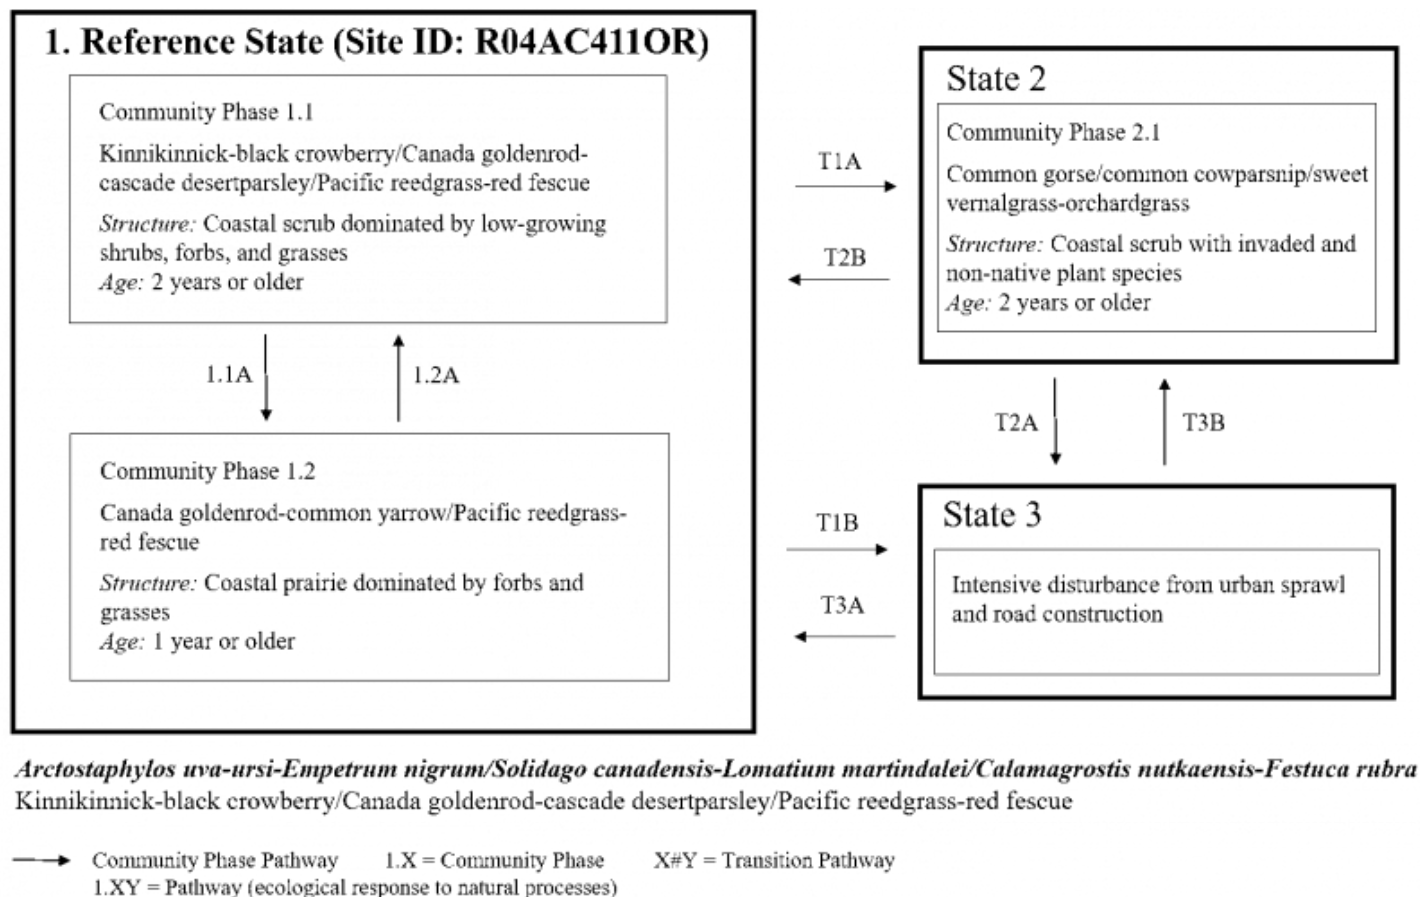 1. Reference State (Site ID: R04AC411OR)
Community Phase 1.1
Kinnikinnick-black crowberry/Canada goldenrod-
cascade desertparsley/Pacific reedgrass-red fescue
Structure: Coastal scrub dominated by low-growing
shrubs, forbs, and grasses
Age: 2 years or older
1.1A
1.2A
Community Phase 1.2
Canada goldenrod-common yarrow/Pacific reedgrass-
red fescue
Structure: Coastal prairie dominated by forbs and
grasses
Age: 1 year or older
T1A
T2B
State 2
Community Phase 2.1
Common gorse/common cowparsnip/sweet
vernalgrass-orchardgrass
Structure: Coastal scrub with invaded and
non-native plant species
Age: 2 years or older
T2A
T3B
T1B
T3A
State 3
Intensive disturbance from urban sprawl
and road construction
Arctostaphylos uva-ursi-Empetrum nigrum/Solidago canadensis-Lomatium martindalei/Calamagrostis nutkaensis-Festuca rubra
Kinnikinnick-black crowberry/Canada goldenrod-cascade desertparsley/Pacific reedgrass-red fescue
Community Phase Pathway 1.X = Community Phase X#Y = Transition Pathway
1.XY = Pathway (ecological response to natural processes)